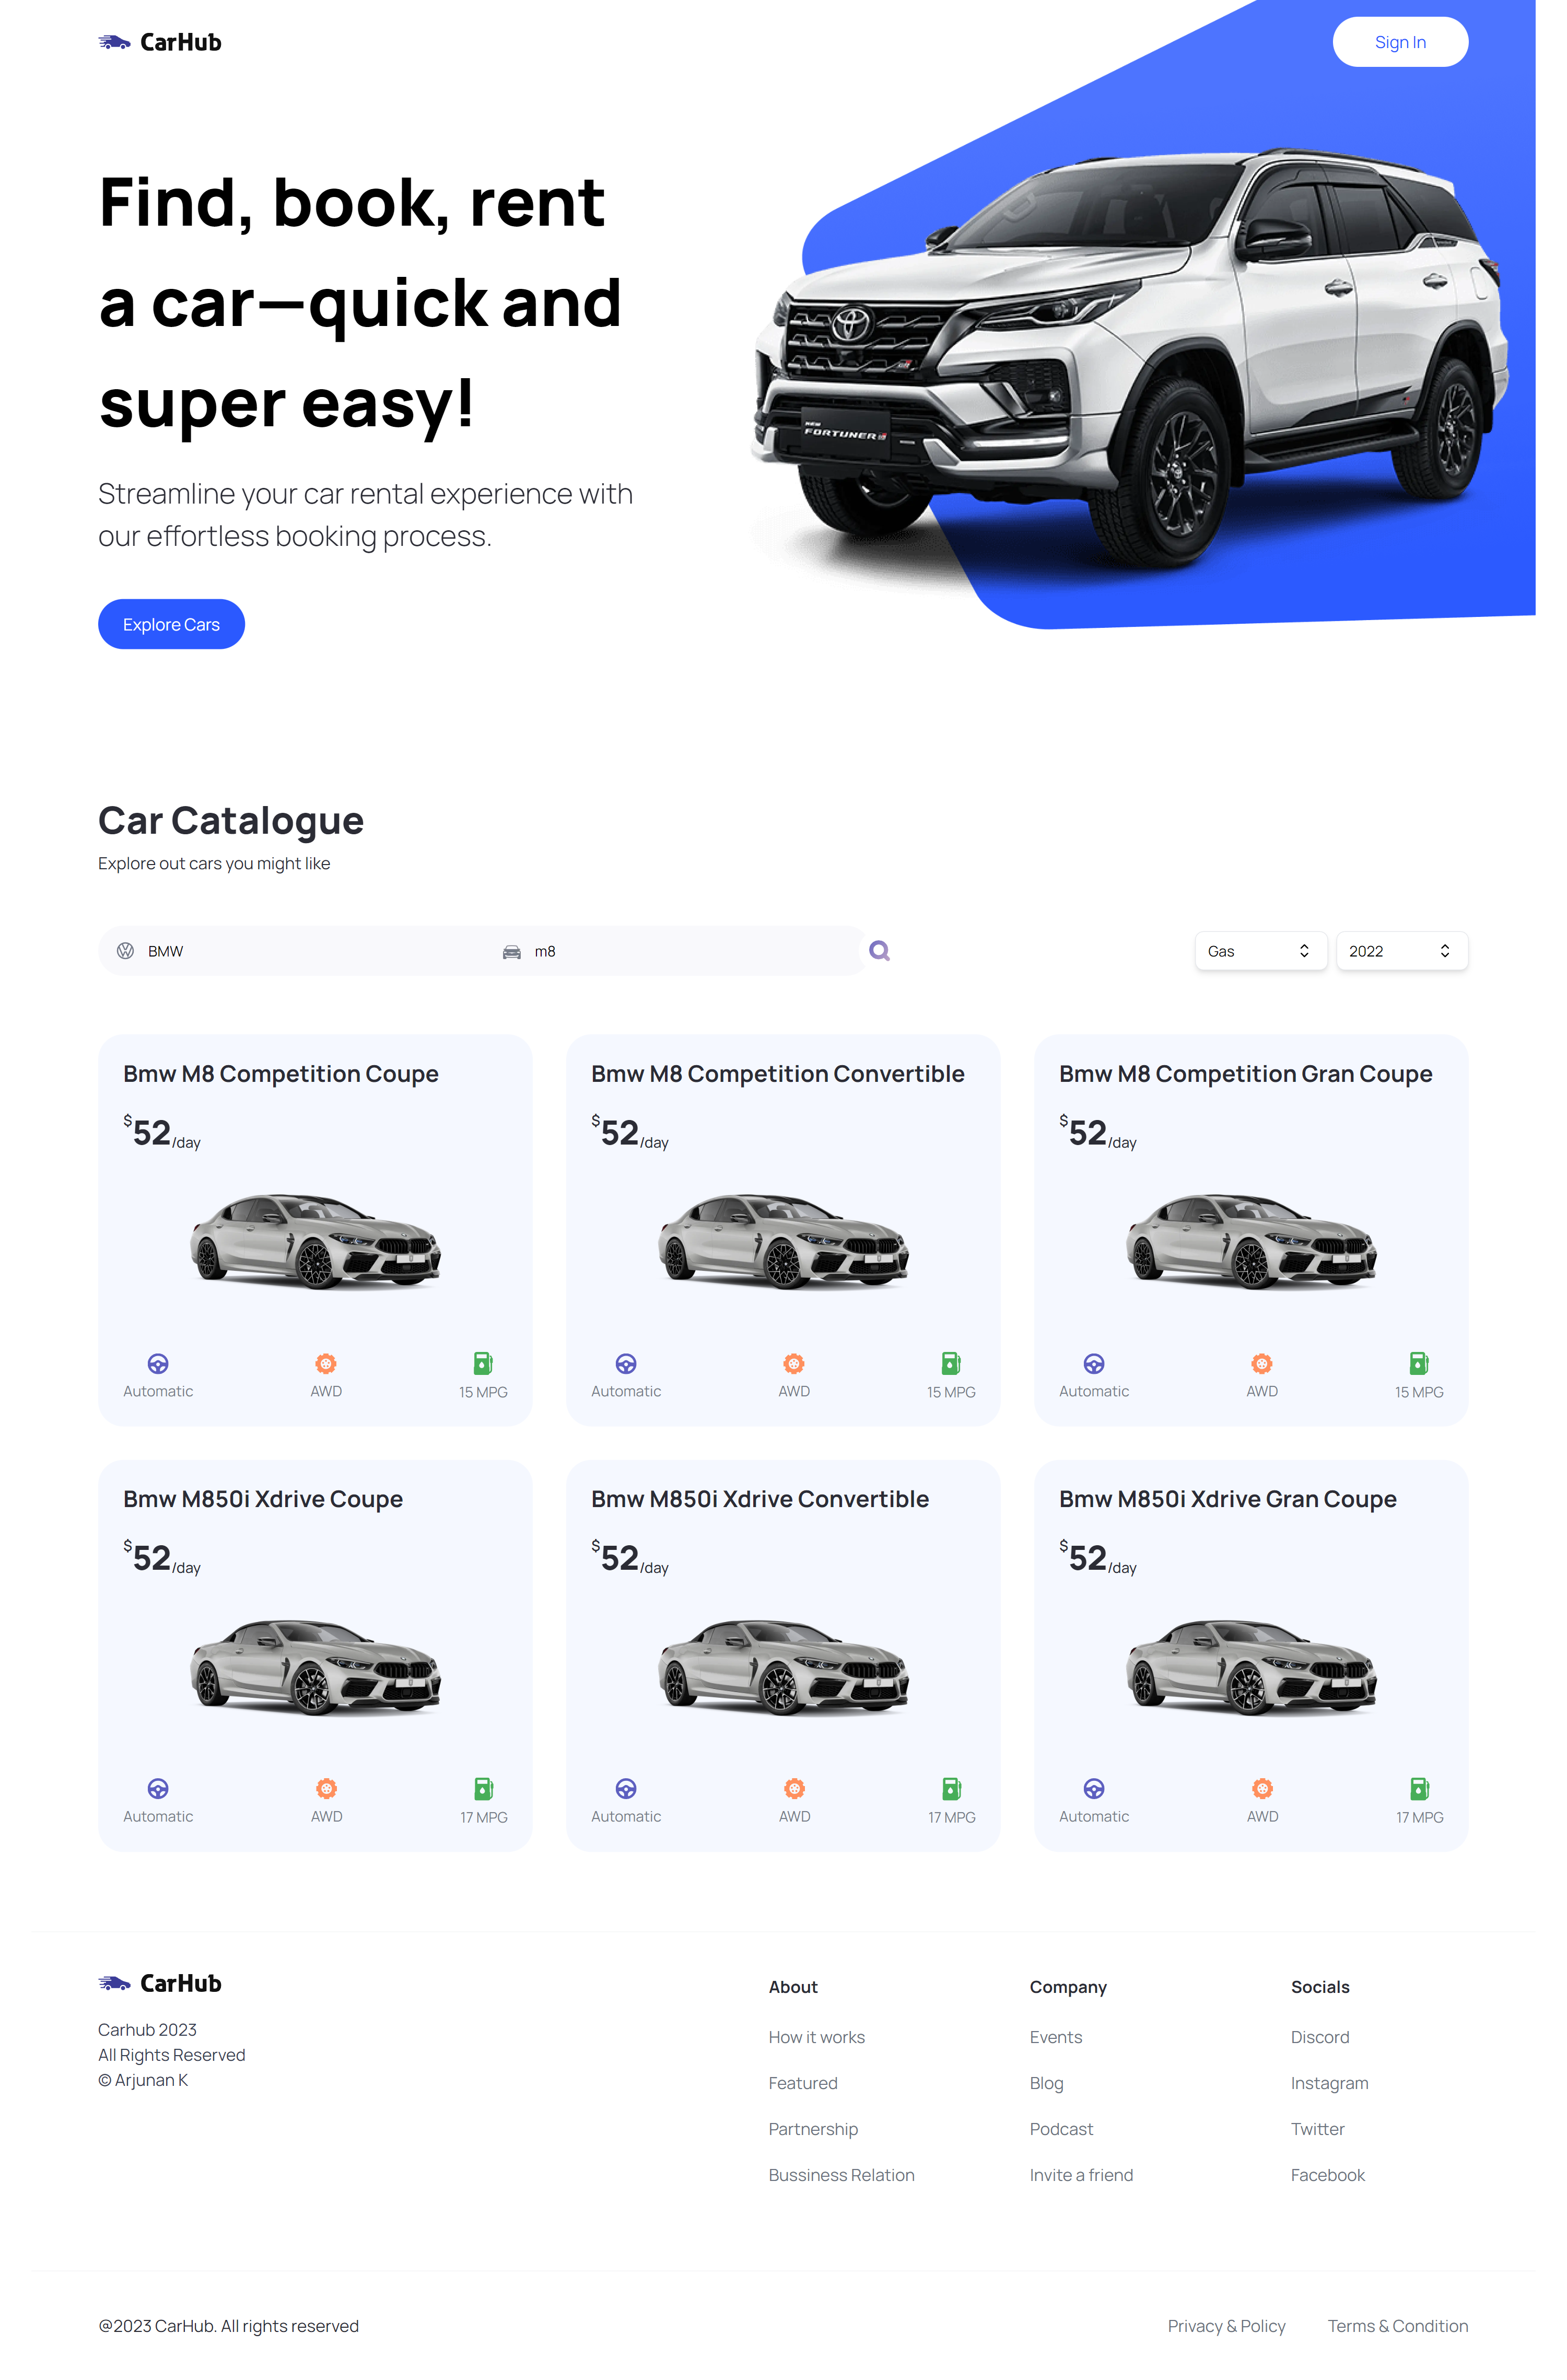 CarHub
Sign In
Find, book, rent
a car—quick and
super easy!
Streamline your car rental experience with
our effortless booking process.
Explore Cars
NEW
FORTUNER
Car Catalogue
Explore out cars you might like
BMW
m8
Gas
2022
Bmw M8 Competition Coupe
$52/day
Automatic
AWD
15 MPG
Bmw M8 Competition Convertible
$52/day
Automatic
AWD
15 MPG
Bmw M8 Competition Gran Coupe
$52/day
Automatic
AWD
15 MPG
Bmw M850i Xdrive Coupe
$52/day
Automatic
AWD
17 MPG
Bmw M850i Xdrive Convertible
$52/day
Automatic
AWD
17 MPG
Bmw M850i Xdrive Gran Coupe
$52/day
Automatic
AWD
17 MPG
CarHub
Carhub 2023
All Rights Reserved
© Arjunan K
About
How it works
Featured
Partnership
Bussiness Relation
Company
Events
Blog
Podcast
Invite a friend
Socials
Discord
Instagram
Twitter
Facebook
@2023 CarHub. All rights reserved
Privacy & Policy
Terms & Condition